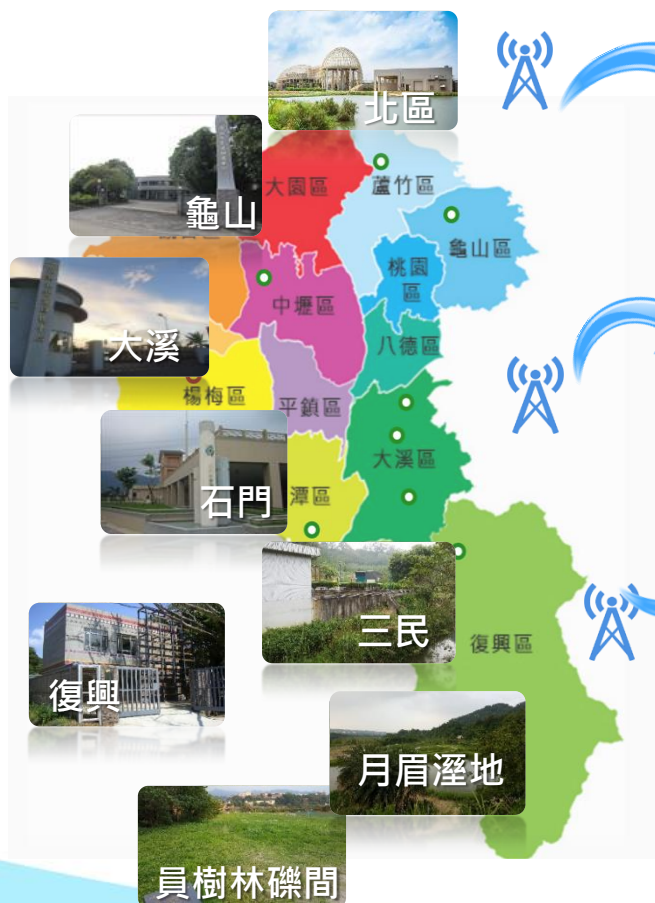 北區
龜山
大園區
蘆竹區
龜山區
桃園
區
大溪
中壢區
八德區
楊梅區
平鎮區
大溪區
石門
潭區
三民
復興區
復興
月眉溼地
員樹林礫間